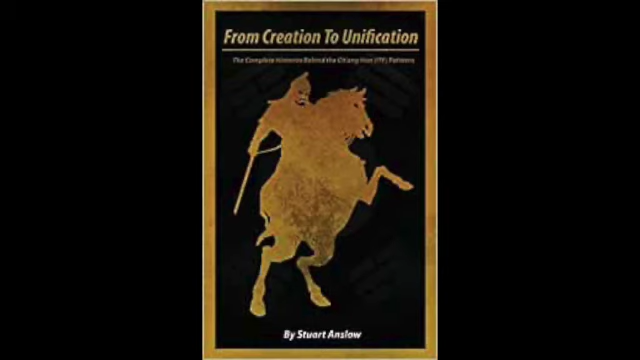 From Creation To Unification
The Complete Histories Behind the Ch'ang Hon (ITF) Patterns
By Stuart Anslow